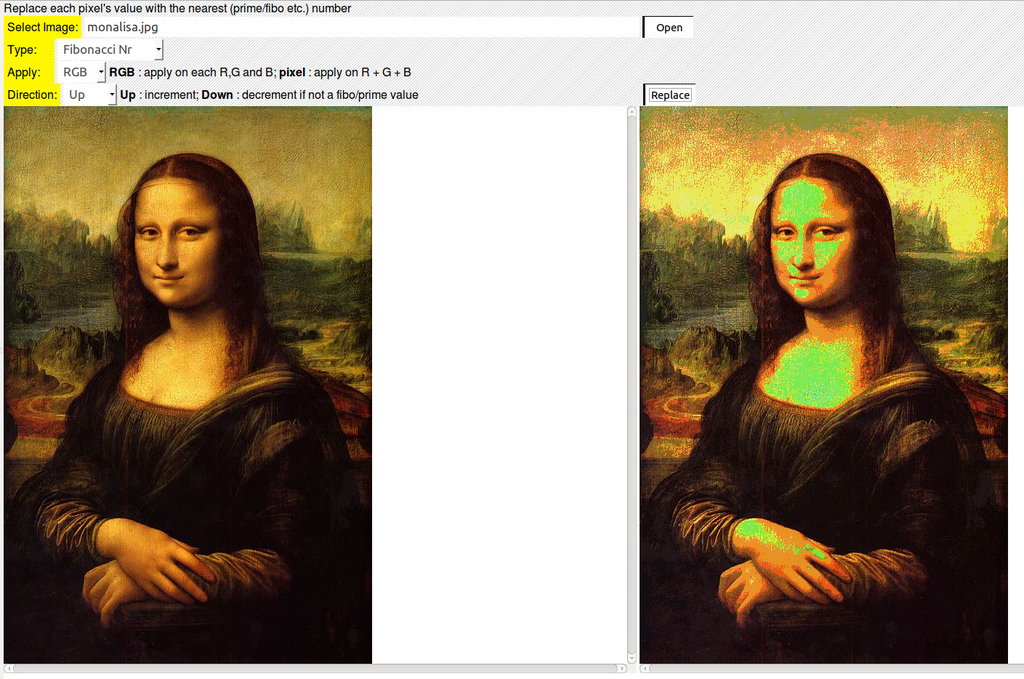 Replace each pixel's value with the nearest (prime/fibo etc.) number
Select Image: monalisa.jpg Open
Type: Fibonacci Nr
Apply: RGB RGB : apply on each R,G and B; pixel : apply on R + G + B
Direction: Up Up : increment; Down : decrement if not a fibo/prime value Replace